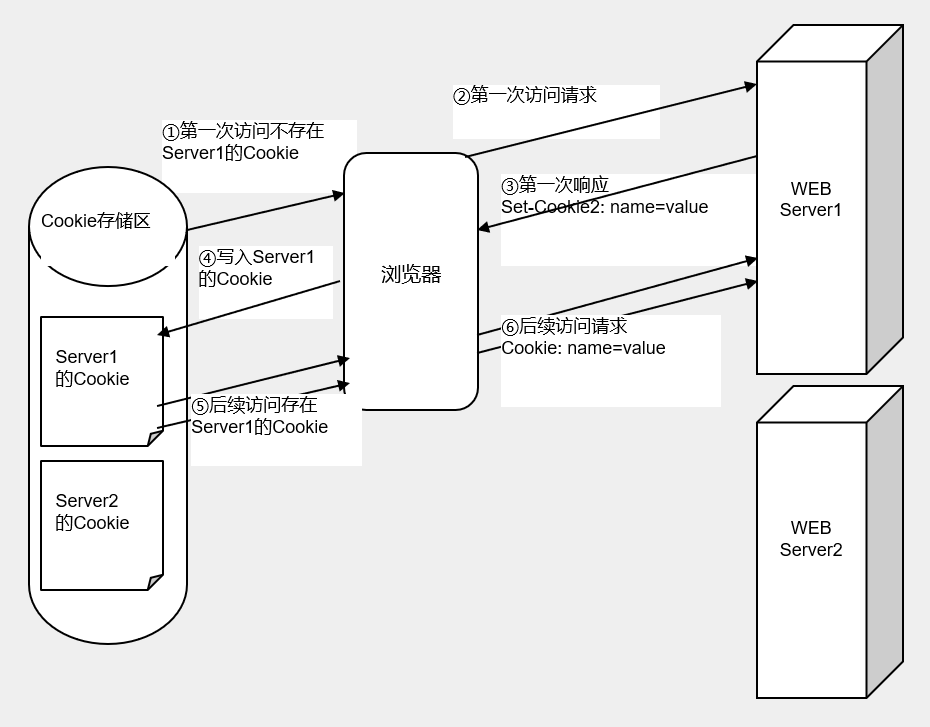 ②第一次访问请求
①第一次访问不存在
Server1的Cookie
③第一次响应
Set-Cookie2: name=value
WEB
Server1
Cookie存储区
④写入Server1
的Cookie
浏览器
⑥后续访问请求
Cookie: name=value
Server1
的Cookie
⑤后续访问存在
Server1的Cookie
Server2
的Cookie
WEB
Server2